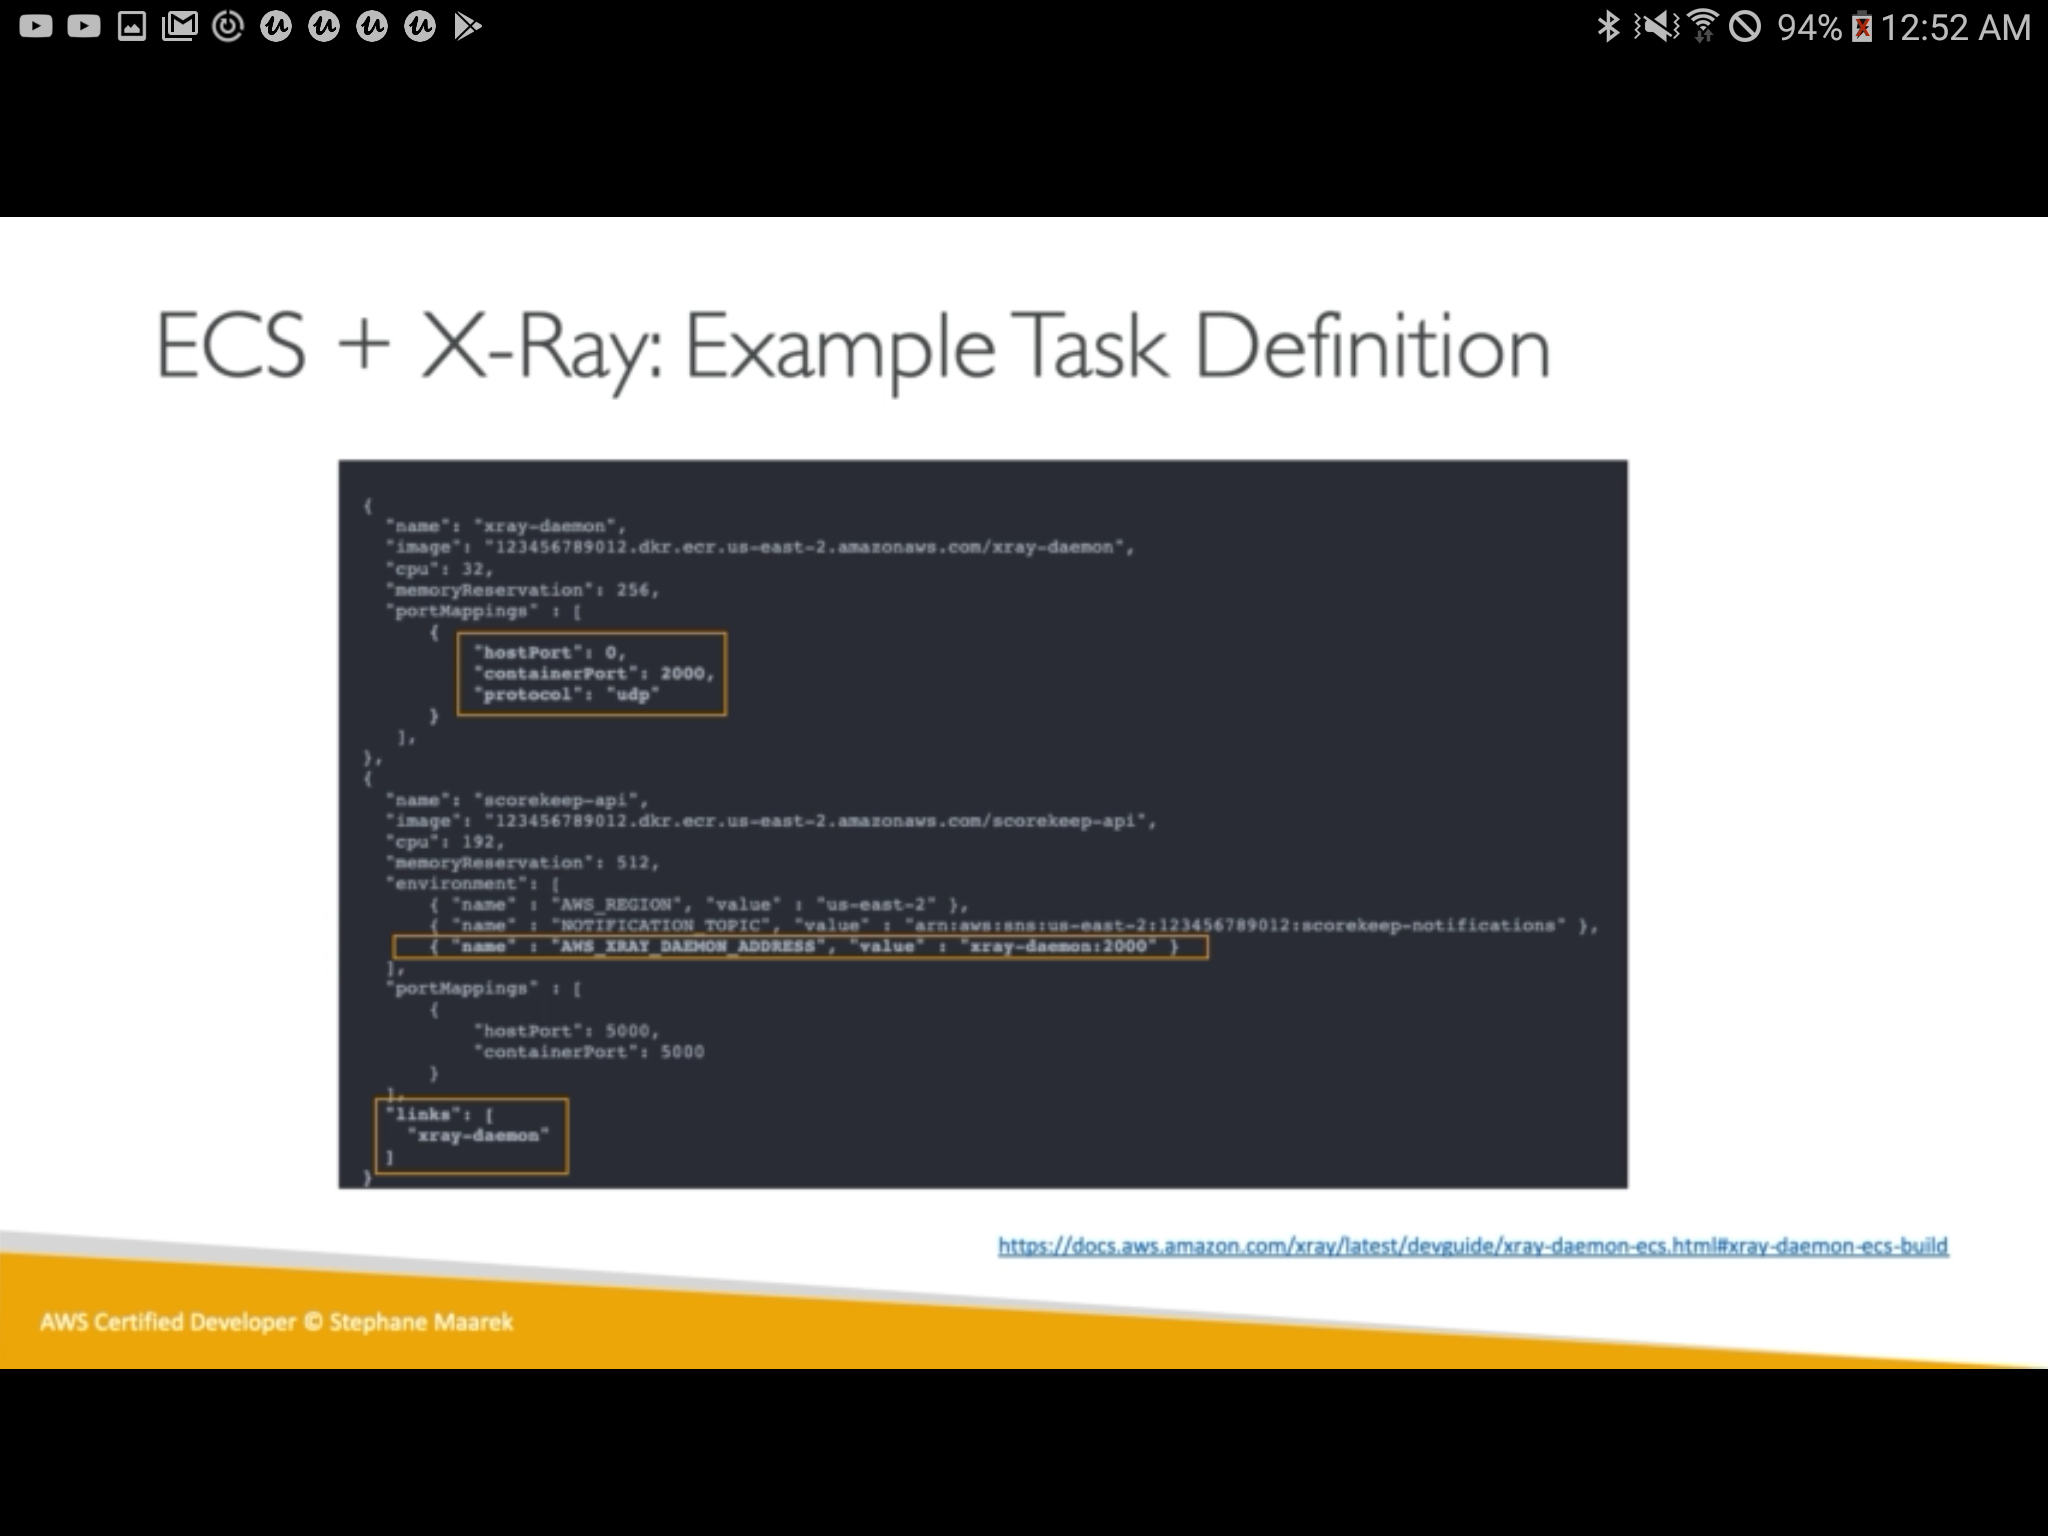 94% 12:52 AM
ECS + X-Ray: Example Task Definition
{
"name": "xray-daemon",
"image": "123456789012.dkr.ecr.us-east-2.amazonaws.com/xray-daemon",
"cpu": 32,
"memoryReservation": 256,
"portMappings" : [
{
"hostPort": 0,
"containerPort": 2000,
"protocol": "udp"
}
],
},
{
"name": "scorekeep-api",
"image": "123456789012.dkr.ecr.us-east-2.amazonaws.com/scorekeep-api",
"cpu": 192,
"memoryReservation": 512,
"environment": [
{ "name" : "AWS_REGION", "value" : "us-east-2" },
{ "name" : "NOTIFICATION_TOPIC", "value" : "arn:aws:sns:us-east-2:123456789012:scorekeep-notifications" },
{ "name" : "AWS_XRAY_DAEMON_ADDRESS", "value" : "xray-daemon:2000" }
],
"portMappings" : [
{
"hostPort": 5000,
"containerPort": 5000
}
],
"links": [
"xray-daemon"
]
}
https://docs.aws.amazon.com/xray/latest/devguide/xray-daemon-ecs.html#xray-daemon-ecs-build
AWS Certified Developer © Stephane Maarek